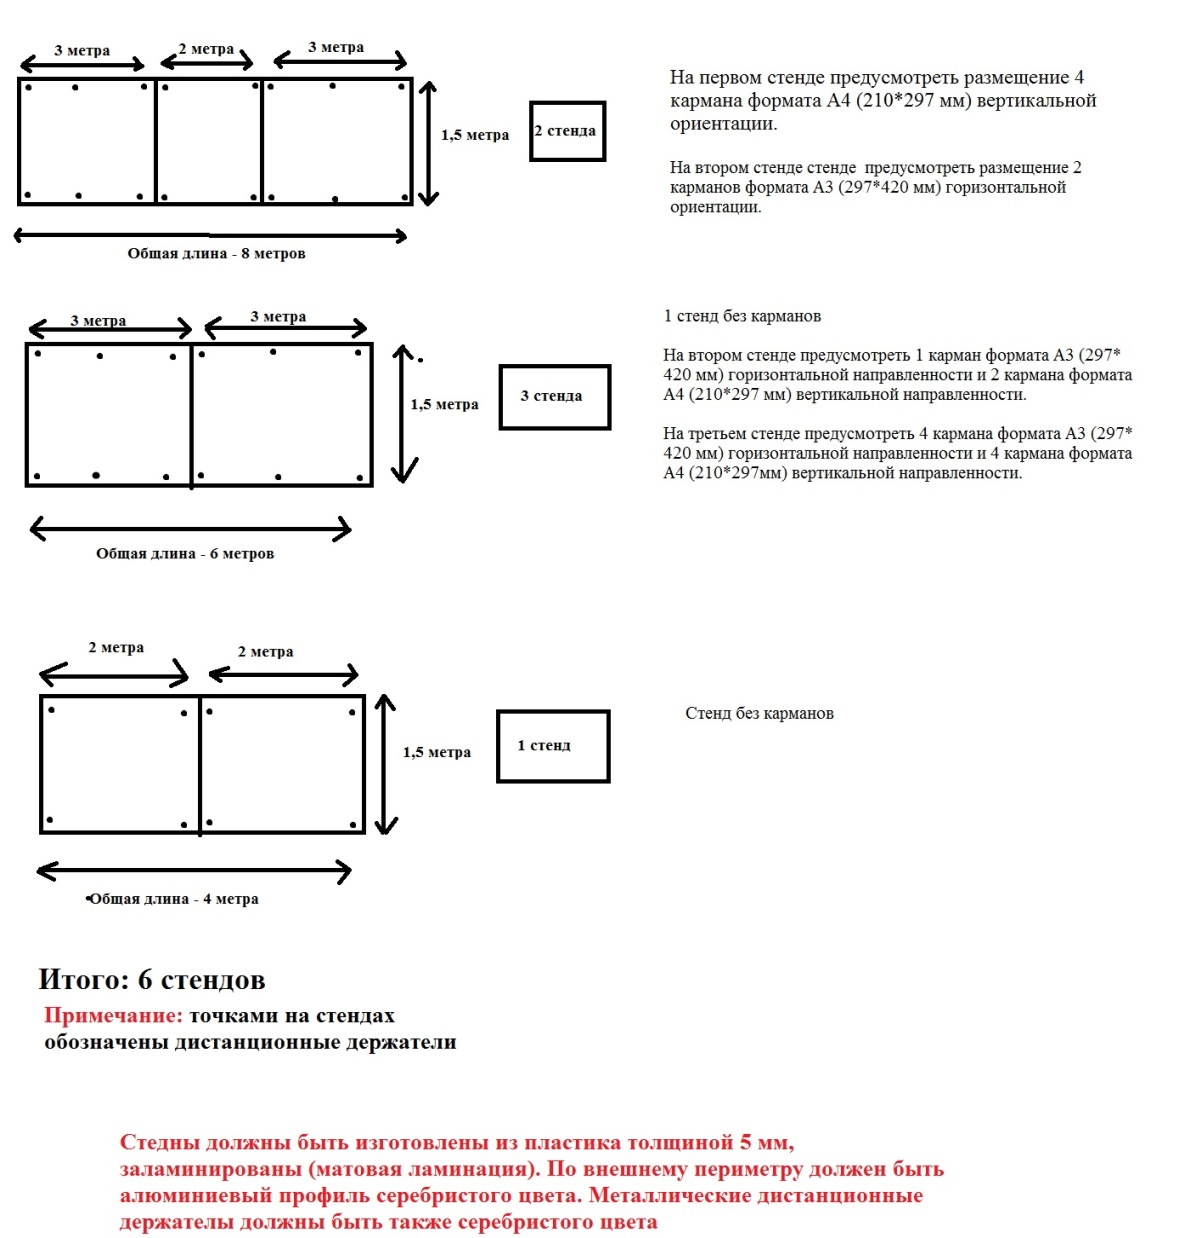 3 метра
2 метра
3 метра
1,5 метра
2 стенда
Общая длина - 8 метров
На первом стенде предусмотреть размещение 4
кармана формата А4 (210*297 мм) вертикальной
ориентации.
На втором стенде стенде  предусмотреть размещение 2
карманов формата А3 (297*420 мм) горизонтальной
ориентации.
3 метра
3 метра
1,5 метра
3 стенда
Общая длина - 6 метров
1 стенд без карманов
На втором стенде предусмотреть 1 карман формата А3 (297*
420 мм) горизонтальной направленности и 2 кармана формата
А4 (210*297 мм) вертикальной направленности.
На третьем стенде предусмотреть 4 кармана формата А3 (297*
420 мм) горизонтальной направленности и 4 кармана формата
А4 (210*297мм) вертикальной направленности.
2 метра
2 метра
1,5 метра
1 стенд
Общая длина - 4 метра
Стенд без карманов
Итого: 6 стендов
Примечание: точками на стендах
обозначены дистанционные держатели
Стедны должны быть изготовлены из пластика толщиной 5 мм,
заламинированы (матовая ламинация). По внешнему периметру должен быть
алюминиевый профиль серебристого цвета. Металлические дистанционные
держателы должны быть также серебристого цвета